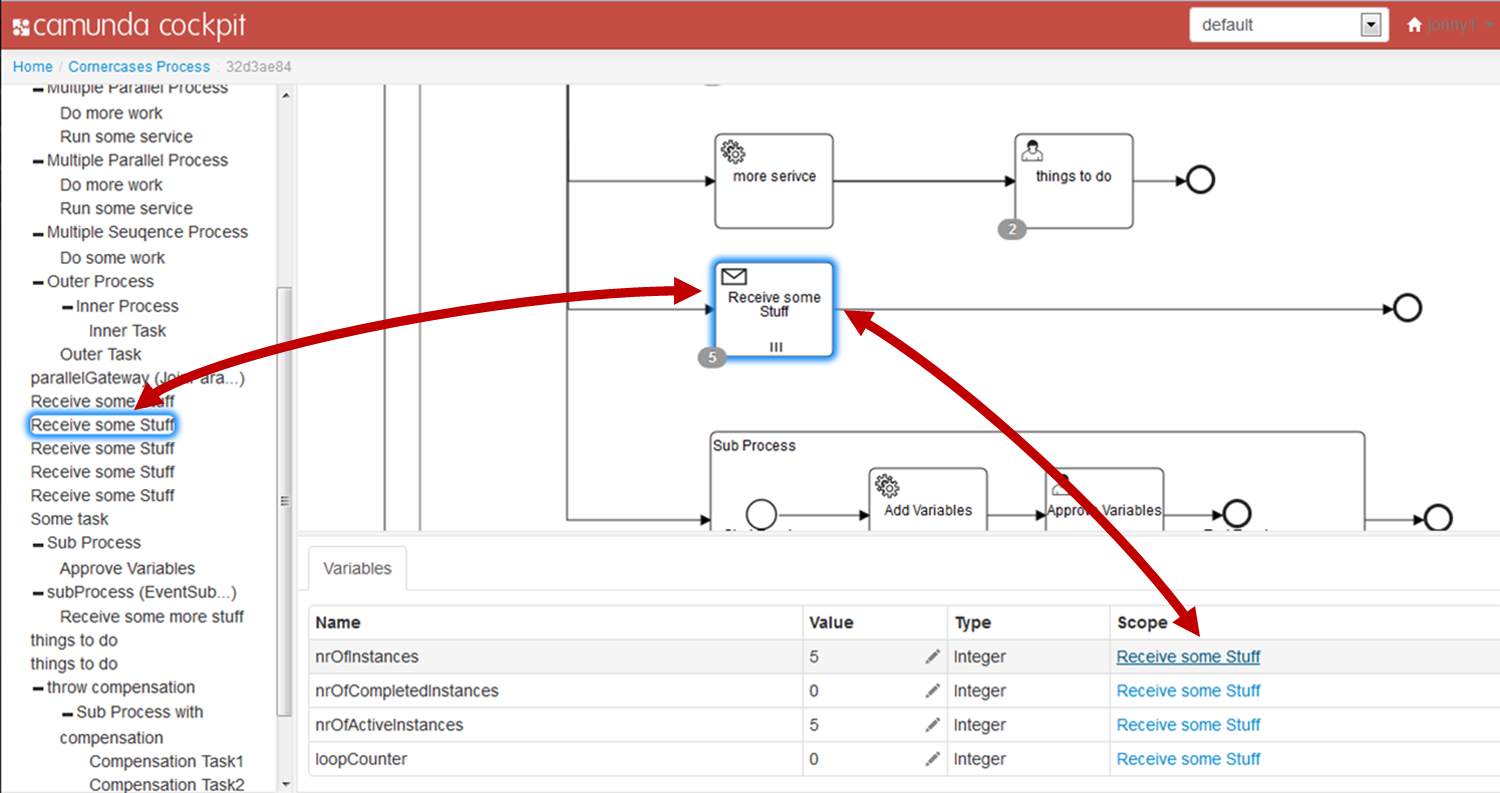 camunda cockpit
default
jonny1
Home / Cornercases Process : 32d3ae84
Multiple Parallel Process
Do more work
Run some service
Multiple Parallel Process
Do more work
Run some service
Multiple Seuqence Process
Do some work
Outer Process
Inner Process
Inner Task
Outer Task
parallelGateway (JoinPara...)
Receive some Stuff
Receive some Stuff
Receive some Stuff
Receive some Stuff
Receive some Stuff
Some task
Sub Process
Approve Variables
subProcess (EventSub...)
Receive some more stuff
things to do
things to do
throw compensation
Sub Process with
compensation
Compensation Task1
Compensation Task2
more serivce
things to do
2
Receive some
Stuff
5
Sub Process
Add Variables
Approve Variables
Variables
Name Value Type Scope
nrOfInstances 5 Integer Receive some Stuff
nrOfCompletedInstances 0 Integer Receive some Stuff
nrOfActiveInstances 5 Integer Receive some Stuff
loopCounter 0 Integer Receive some Stuff